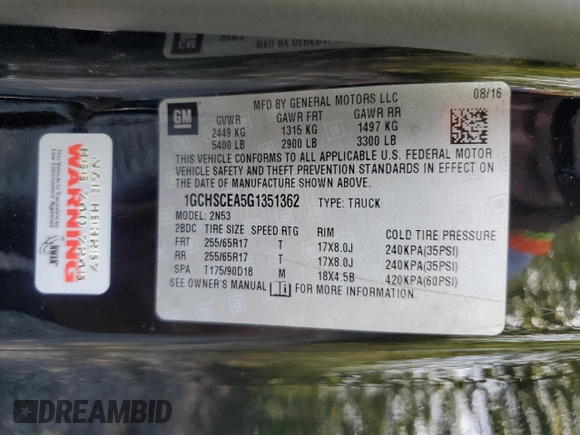 GM
MFD BY GENERAL MOTORS LLC
08/16
GVWR GAWR FRT GAWR RR
2449 KG 1315 KG 1497 KG
5400 LB 2900 LB 3300 LB
THIS VEHICLE CONFORMS TO ALL APPLICABLE U.S. FEDERAL MOTOR
VEHICLE SAFETY AND THEFT PREVENTION STANDARDS IN EFFECT ON
THE DATE OF MANUFACTURE SHOWN ABOVE.
1GCHSCEA5G1351362 TYPE: TRUCK
MODEL: 2N53
2BDC TIRE SIZE SPEED RTG RIM COLD TIRE PRESSURE
FRT 255/65R17 T 17X8.0J 240KPA(35PSI)
RR 255/65R17 T 17X8.0J 240KPA(35PSI)
SPA T175/90D18 M 18X4.5B 420KPA(60PSI)
SEE OWNER'S MANUAL FOR MORE INFORMATION.
WARNING
NWAN
DREAMBID